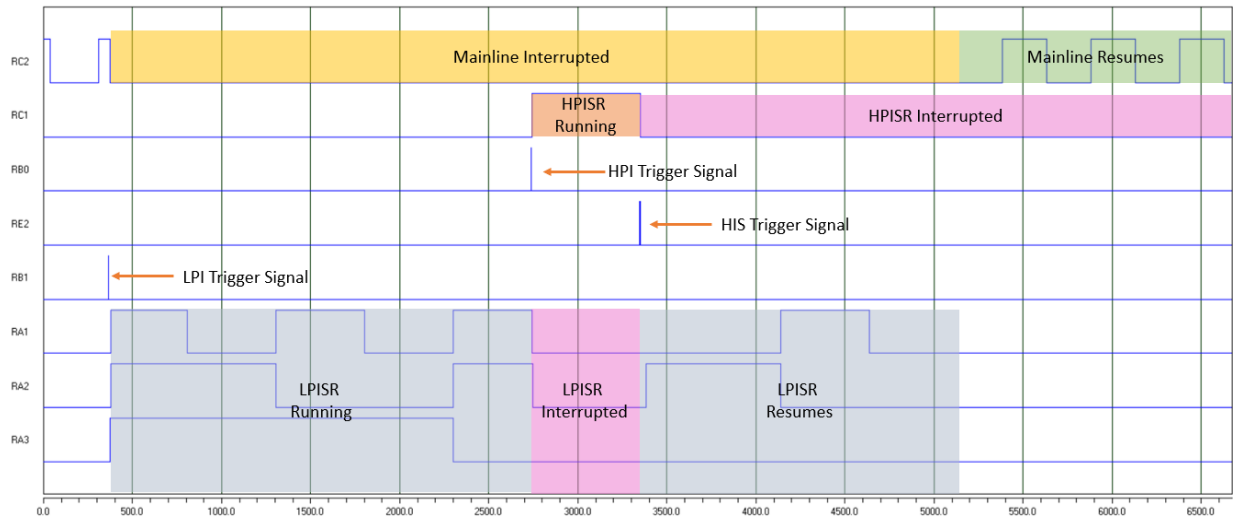 RC2
Mainline Interrupted
Mainline Resumes
RC1
HPISR
Running
HPISR Interrupted
RB0
HPI Trigger Signal
RE2
HIS Trigger Signal
RB1
LPI Trigger Signal
RA1
RA2
LPISR
Running
LPISR
Interrupted
LPISR
Resumes
RA3
0.0 500.0 1000.0 1500.0 2000.0 2500.0 3000.0 3500.0 4000.0 4500.0 5000.0 5500.0 6000.0 6500.0